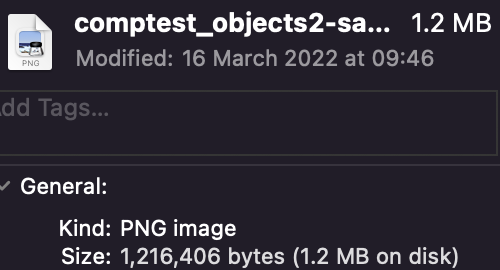 comptest_objects2-sa... 1.2 MB
Modified: 16 March 2022 at 09:46
PNG
Add Tags...
General:
Kind: PNG image
Size: 1,216,406 bytes (1.2 MB on disk)